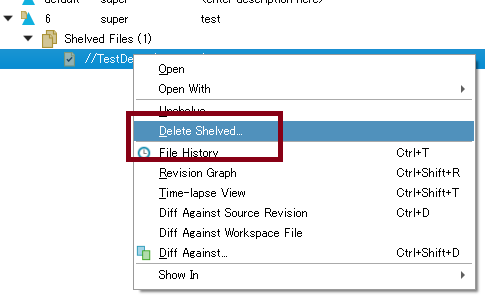 default super <enter description here>
6 super test
Shelved Files (1)
//TestDe
Open
Open With
Unshelve
Delete Shelved...
File History Ctrl+T
Revision Graph Ctrl+Shift+R
Time-lapse View Ctrl+Shift+T
Diff Against Source Revision Ctrl+D
Diff Against Workspace File
Diff Against... Ctrl+Shift+D
Show In